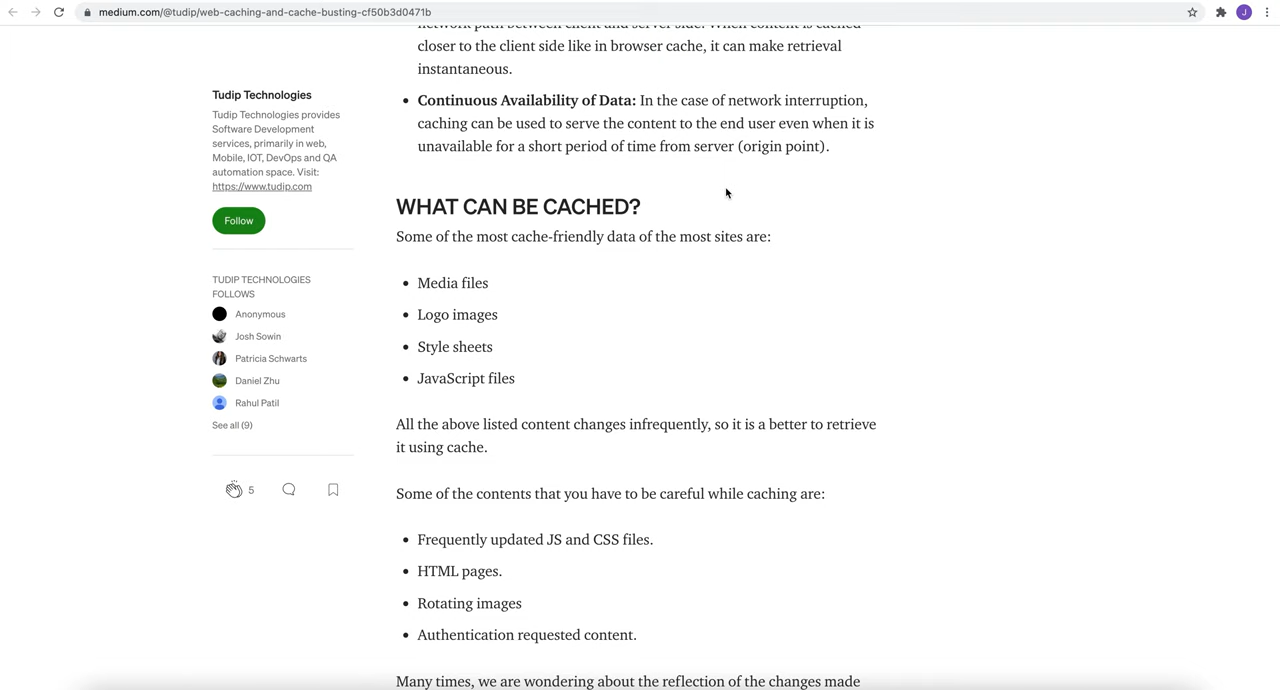 medium.com/@tudip/web-caching-and-cache-busting-cf50b3d0471b
J
Tudip Technologies
Tudip Technologies provides
Software Development
services, primarily in web,
Mobile, IOT, DevOps and QA
automation space. Visit:
https://www.tudip.com
Follow
TUDIP TECHNOLOGIES
FOLLOWS
Anonymous
Josh Sowin
Patricia Schwarts
Daniel Zhu
Rahul Patil
See all (9)
5
network path between client and server side. When content is cached
closer to the client side like in browser cache, it can make retrieval
instantaneous.
Continuous Availability of Data: In the case of network interruption,
caching can be used to serve the content to the end user even when it is
unavailable for a short period of time from server (origin point).
WHAT CAN BE CACHED?
Some of the most cache-friendly data of the most sites are:
Media files
Logo images
Style sheets
JavaScript files
All the above listed content changes infrequently, so it is a better to retrieve
it using cache.
Some of the contents that you have to be careful while caching are:
Frequently updated JS and CSS files.
HTML pages.
Rotating images
Authentication requested content.
Many times, we are wondering about the reflection of the changes made